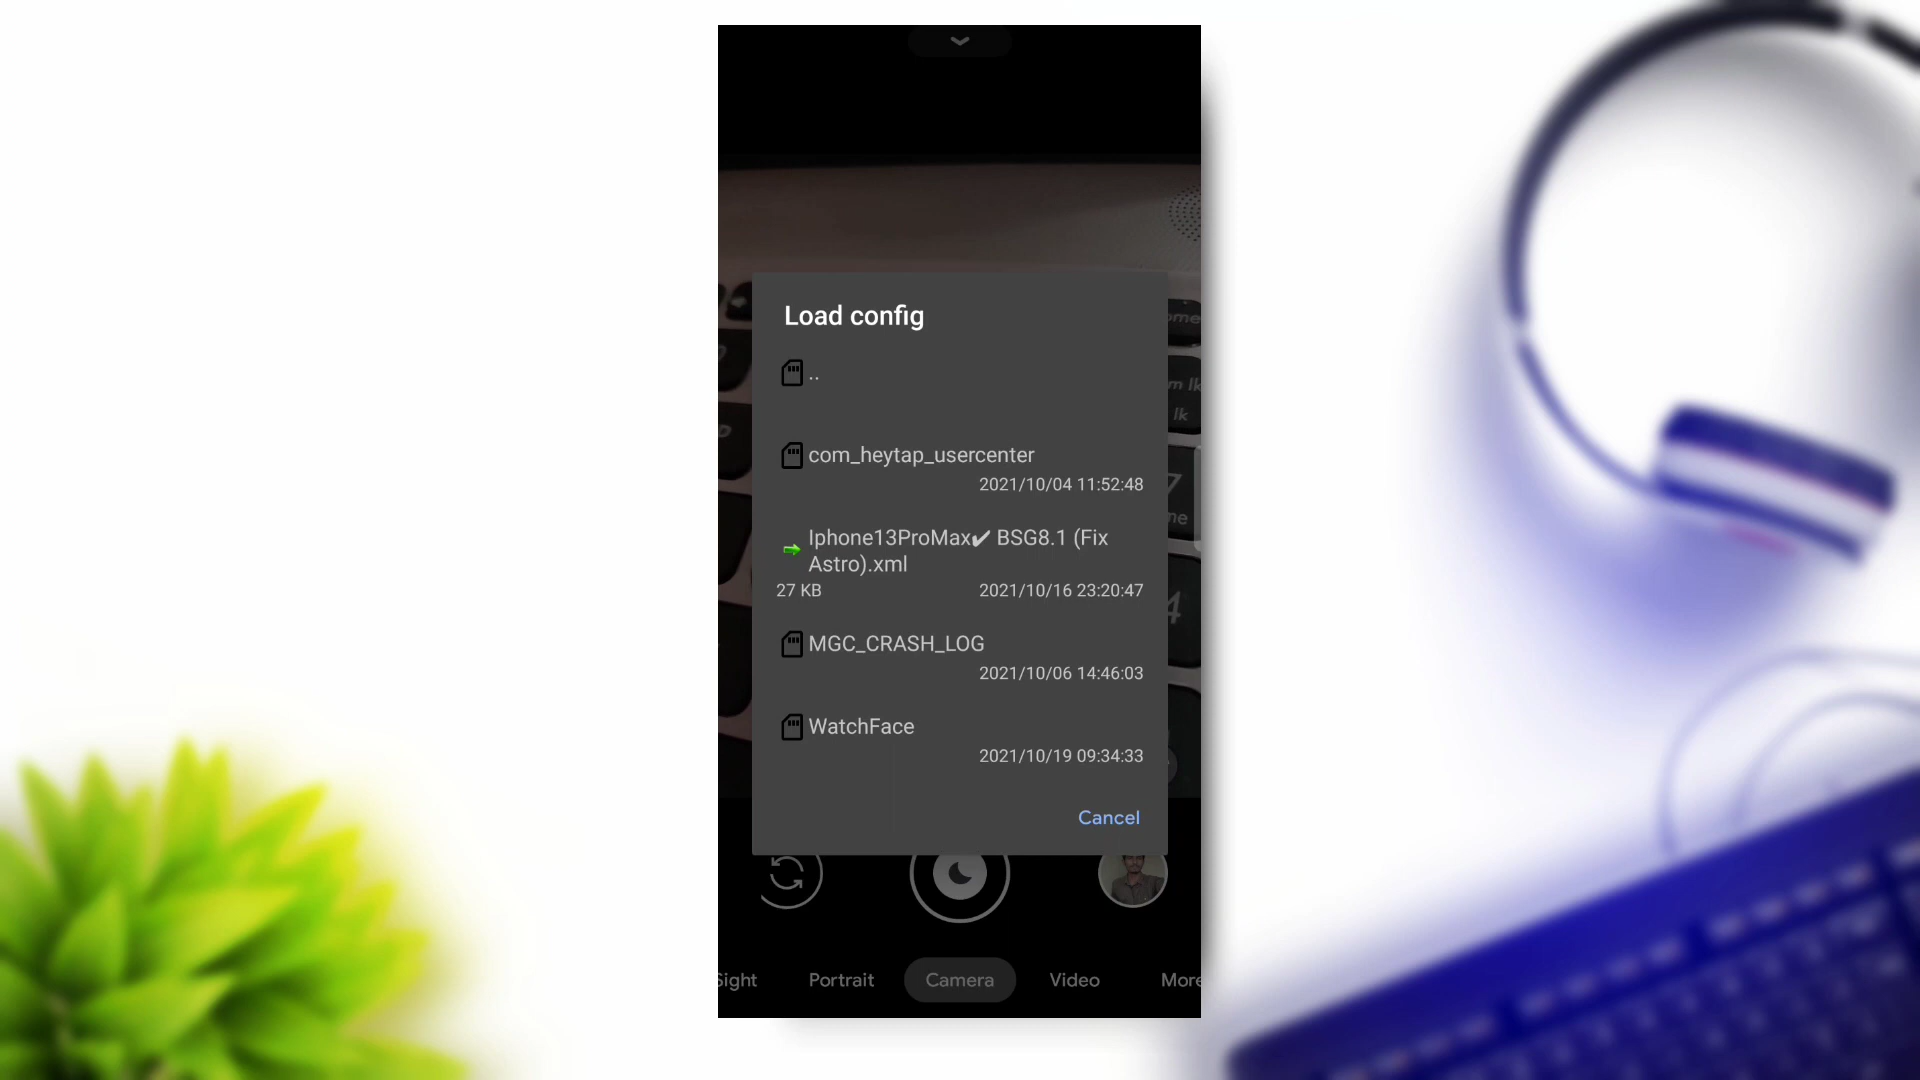 Load config
..
com_heytap_usercenter
2021/10/04 11:52:48
Iphone13ProMax✔ BSG8.1 (Fix
Astro).xml
27 KB 2021/10/16 23:20:47
MGC_CRASH_LOG
2021/10/06 14:46:03
WatchFace
2021/10/19 09:34:33
Cancel
Sight Portrait Camera Video More